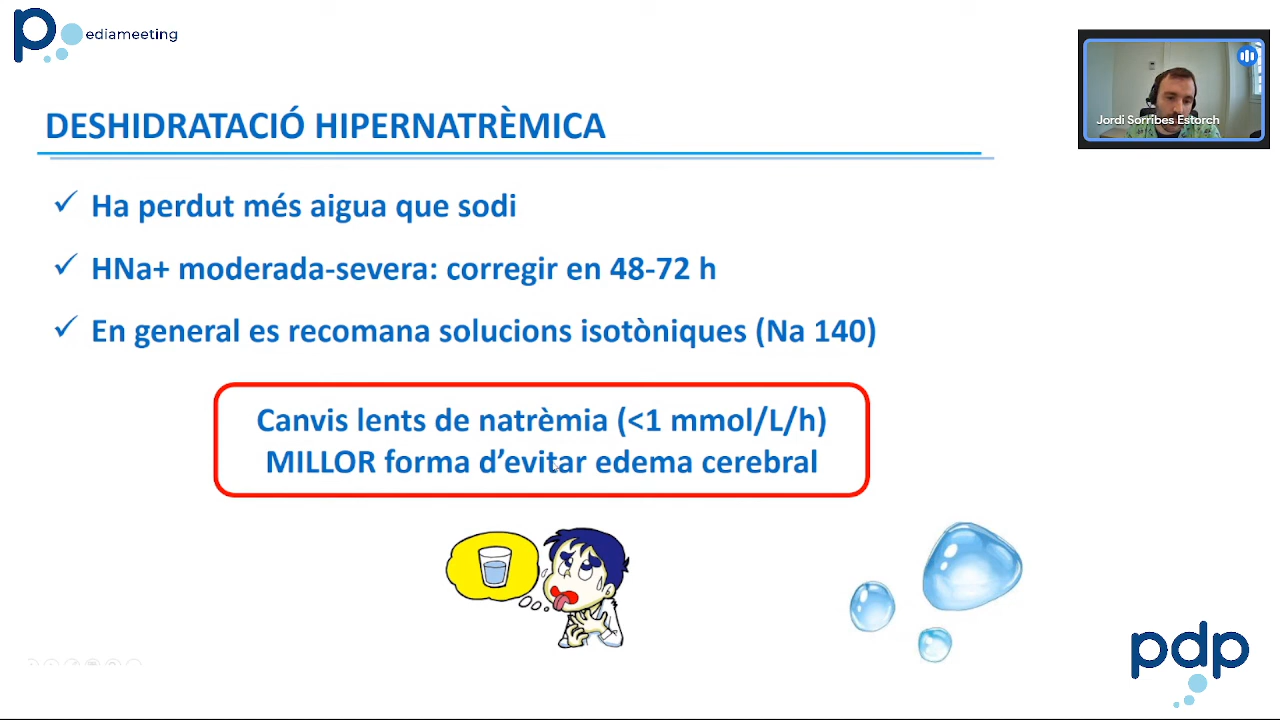 pediameeting
Jordi Sorribes Estorch
DESHIDRATACIÓ HIPERNATRÈMICA
✓ Ha perdut més aigua que sodi
✓ HNa+ moderada-severa: corregir en 48-72 h
✓ En general es recomana solucions isotòniques (Na 140)
Canvis lents de natrèmia (<1 mmol/L/h)
MILLOR forma d’evitar edema cerebral
pdp